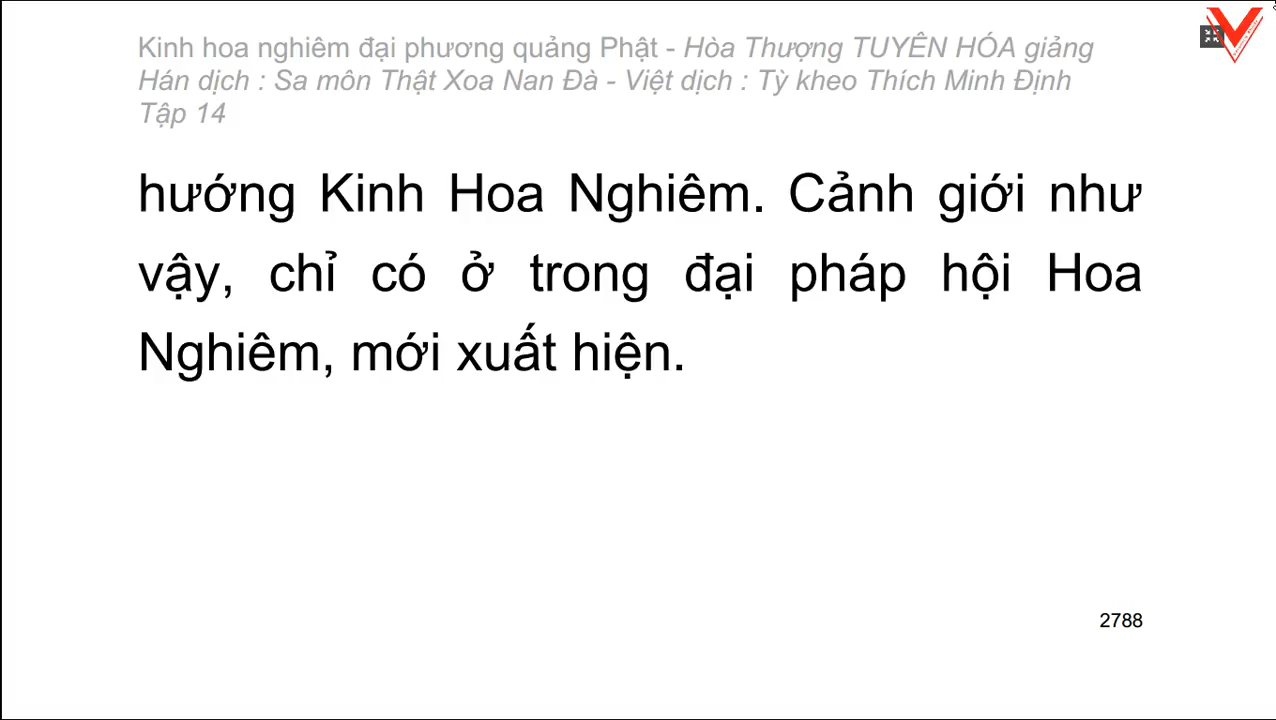 Kinh hoa nghiêm đại phương quảng Phật - Hòa Thượng TUYÊN HÓA giảng
Hán dịch : Sa môn Thật Xoa Nan Đà - Việt dịch : Tỳ kheo Thích Minh Định
Tập 14
hướng Kinh Hoa Nghiêm. Cảnh giới như
vậy, chỉ có ở trong đại pháp hội Hoa
Nghiêm, mới xuất hiện.
2788